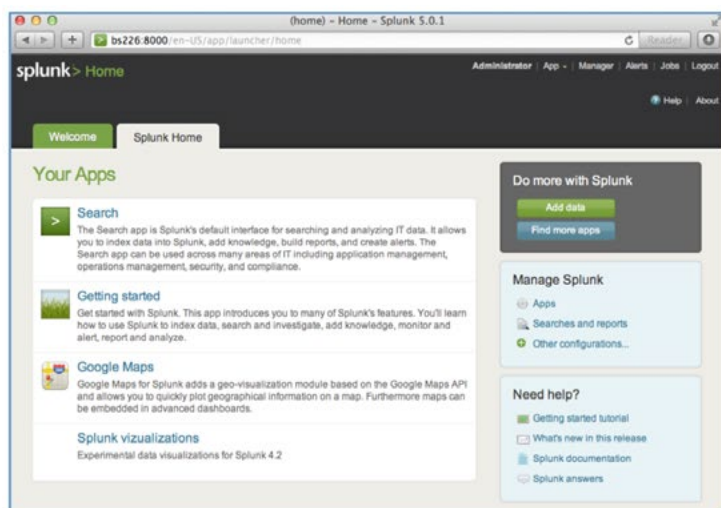 (home) – Home – Splunk 5.0.1
bs226:8000/en-US/app/launcher/home
Reader
splunk> Home
Administrator | App | Manager | Alerts | Jobs | Logout
Help | About
Welcome
Splunk Home
Your Apps
Search
The Search app is Splunk's default interface for searching and analyzing IT data. It allows
you to index data into Splunk, add knowledge, build reports, and create alerts. The
Search app can be used across many areas of IT including application management,
operations management, security, and compliance.
Getting started
Get started with Splunk. This app introduces you to many of Splunk's features. You'll learn
how to use Splunk to index data, search and investigate, add knowledge, monitor and
alert, report and analyze.
Google Maps
Google Maps for Splunk adds a geo-visualization module based on the Google Maps API
and allows you to quickly plot geographical information on a map. Furthermore maps can
be embedded in advanced dashboards.
Splunk vizualizations
Experimental data visualizations for Splunk 4.2
Do more with Splunk
Add data
Find more apps
Manage Splunk
Apps
Searches and reports
Other configurations...
Need help?
Getting started tutorial
What's new in this release
Splunk documentation
Splunk answers